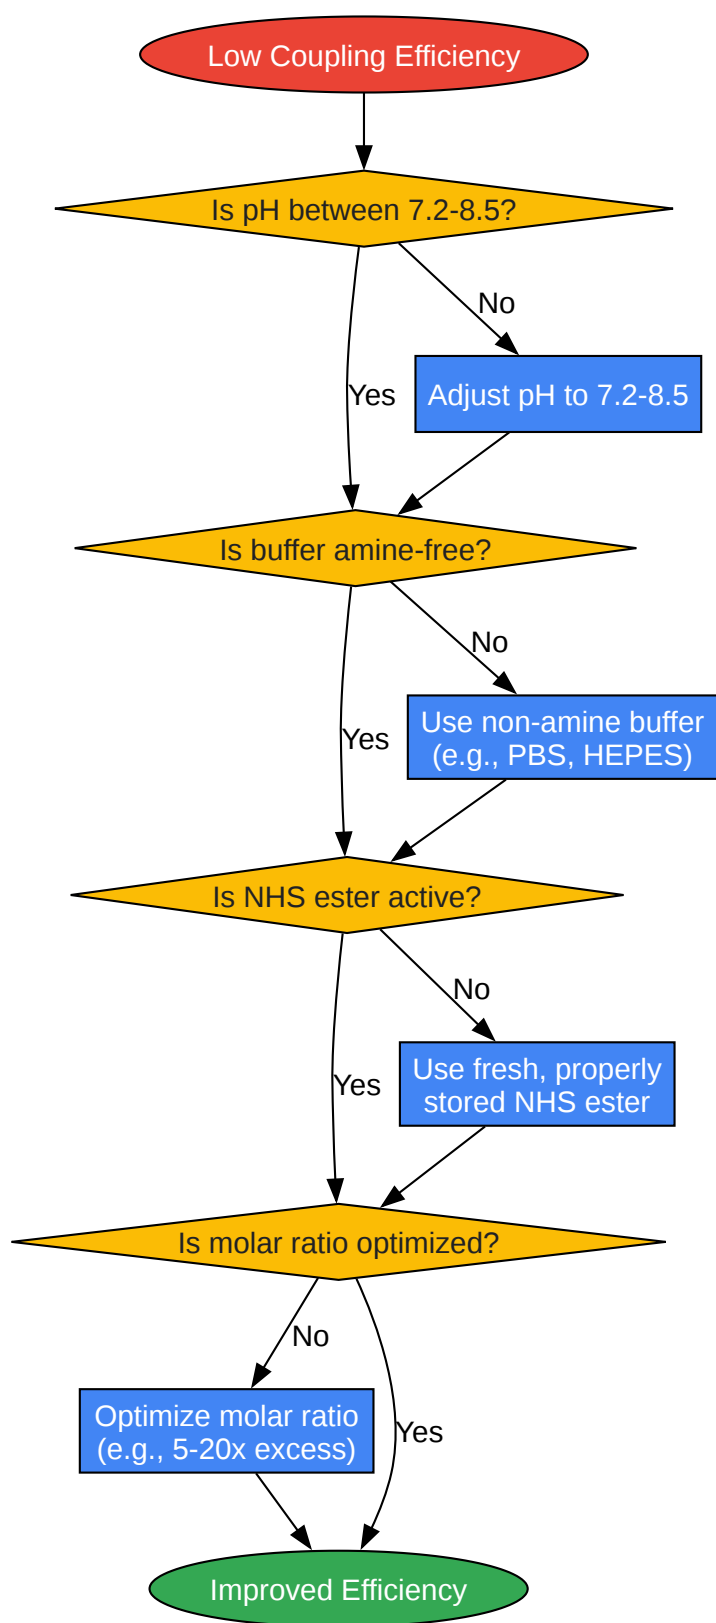 Low Coupling Efficiency
Is pH between 7.2-8.5?
No
Yes
Adjust pH to 7.2-8.5
Is buffer amine-free?
No
Yes
Use non-amine buffer
(e.g., PBS, HEPES)
Is NHS ester active?
No
Yes
Use fresh, properly
stored NHS ester
Is molar ratio optimized?
No
Optimize molar ratio
(e.g., 5-20x excess)
Yes
Improved Efficiency